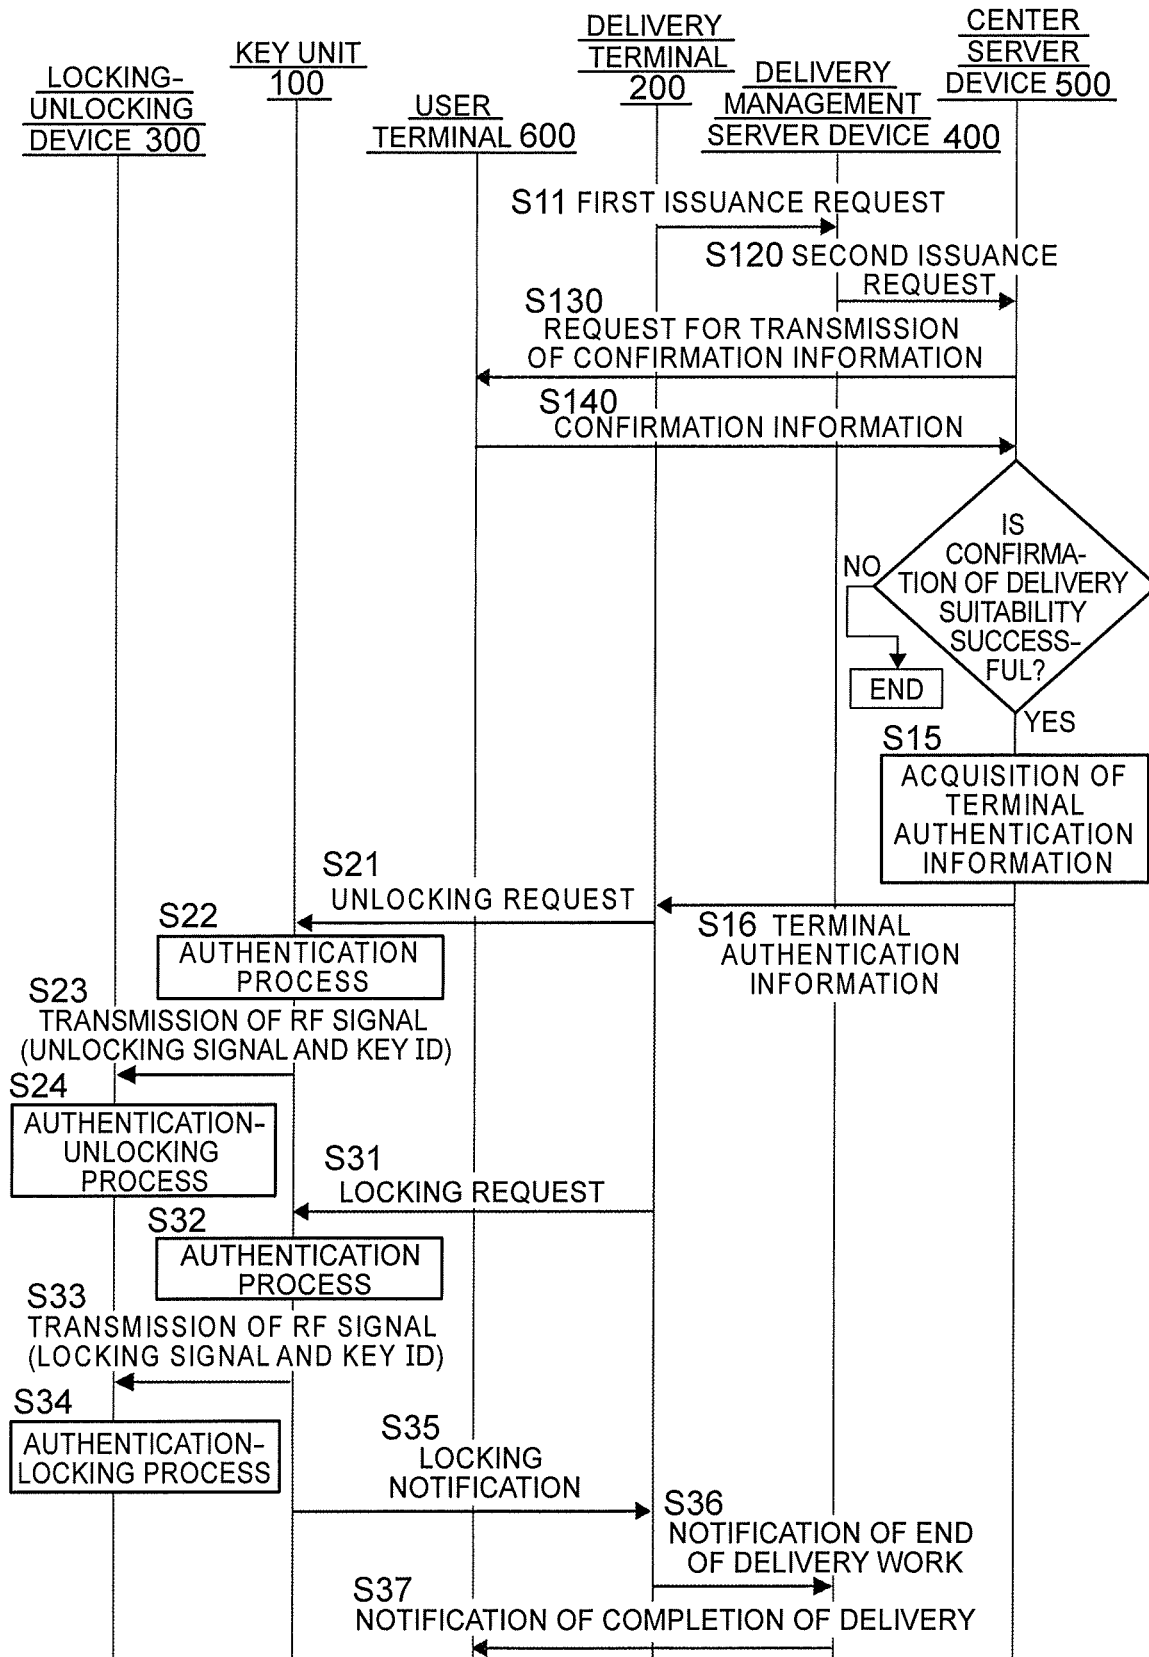 LOCKING-
UNLOCKING
DEVICE 300
KEY UNIT
100
USER
TERMINAL 600
DELIVERY
TERMINAL
200
DELIVERY
MANAGEMENT
SERVER DEVICE 400
CENTER
SERVER
DEVICE 500
S11 FIRST ISSUANCE REQUEST
S120 SECOND ISSUANCE
REQUEST
S130
REQUEST FOR TRANSMISSION
OF CONFIRMATION INFORMATION
S140
CONFIRMATION INFORMATION
IS
CONFIRMA-
TION OF DELIVERY
SUITABILITY
SUCCESS-
FUL?
NO
END
YES
S15
ACQUISITION OF
TERMINAL
AUTHENTICATION
INFORMATION
S16 TERMINAL
AUTHENTICATION
INFORMATION
S21
UNLOCKING REQUEST
S22
AUTHENTICATION
PROCESS
S23
TRANSMISSION OF RF SIGNAL
(UNLOCKING SIGNAL AND KEY ID)
S24
AUTHENTICATION-
UNLOCKING
PROCESS
S31
LOCKING REQUEST
S32
AUTHENTICATION
PROCESS
S33
TRANSMISSION OF RF SIGNAL
(LOCKING SIGNAL AND KEY ID)
S34
AUTHENTICATION-
LOCKING PROCESS
S35
LOCKING
NOTIFICATION
S36
NOTIFICATION OF END
OF DELIVERY WORK
S37
NOTIFICATION OF COMPLETION OF DELIVERY